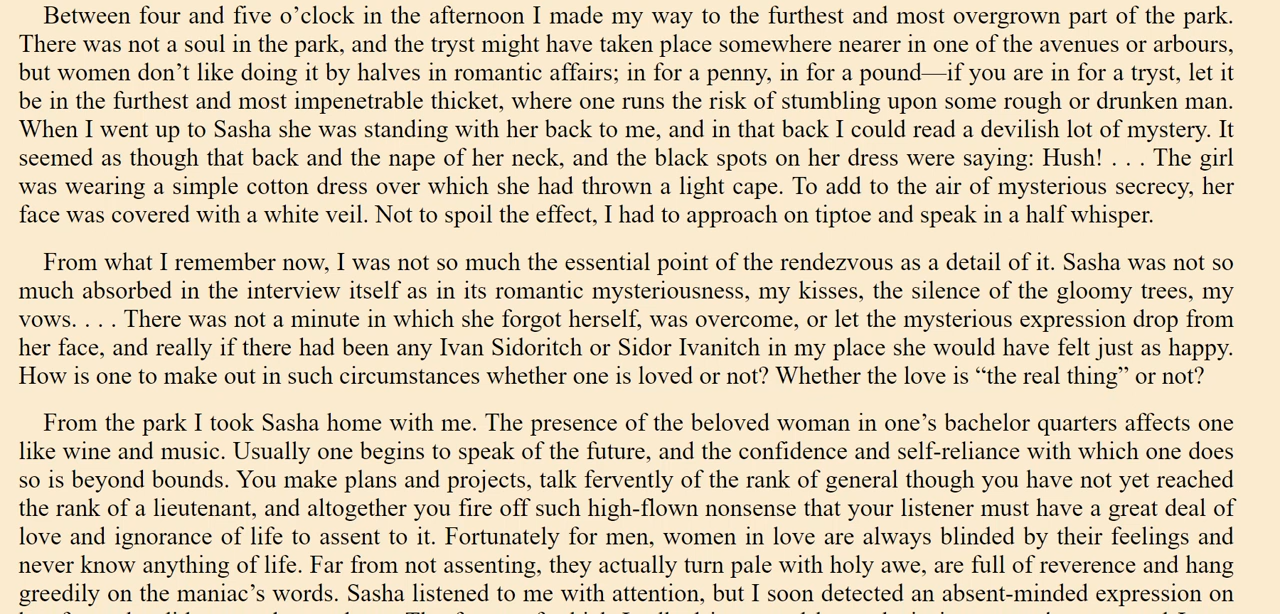 Between four and five o’clock in the afternoon I made my way to the furthest and most overgrown part of the park.
There was not a soul in the park, and the tryst might have taken place somewhere nearer in one of the avenues or arbours,
but women don’t like doing it by halves in romantic affairs; in for a penny, in for a pound—if you are in for a tryst, let it
be in the furthest and most impenetrable thicket, where one runs the risk of stumbling upon some rough or drunken man.
When I went up to Sasha she was standing with her back to me, and in that back I could read a devilish lot of mystery. It
seemed as though that back and the nape of her neck, and the black spots on her dress were saying: Hush! . . . The girl
was wearing a simple cotton dress over which she had thrown a light cape. To add to the air of mysterious secrecy, her
face was covered with a white veil. Not to spoil the effect, I had to approach on tiptoe and speak in a half whisper.
From what I remember now, I was not so much the essential point of the rendezvous as a detail of it. Sasha was not so
much absorbed in the interview itself as in its romantic mysteriousness, my kisses, the silence of the gloomy trees, my
vows. . . . There was not a minute in which she forgot herself, was overcome, or let the mysterious expression drop from
her face, and really if there had been any Ivan Sidoritch or Sidor Ivanitch in my place she would have felt just as happy.
How is one to make out in such circumstances whether one is loved or not? Whether the love is “the real thing” or not?
From the park I took Sasha home with me. The presence of the beloved woman in one’s bachelor quarters affects one
like wine and music. Usually one begins to speak of the future, and the confidence and self-reliance with which one does
so is beyond bounds. You make plans and projects, talk fervently of the rank of general though you have not yet reached
the rank of a lieutenant, and altogether you fire off such high-flown nonsense that your listener must have a great deal of
love and ignorance of life to assent to it. Fortunately for men, women in love are always blinded by their feelings and
never know anything of life. Far from not assenting, they actually turn pale with holy awe, are full of reverence and hang
greedily on the maniac’s words. Sasha listened to me with attention, but I soon detected an absent-minded expression on